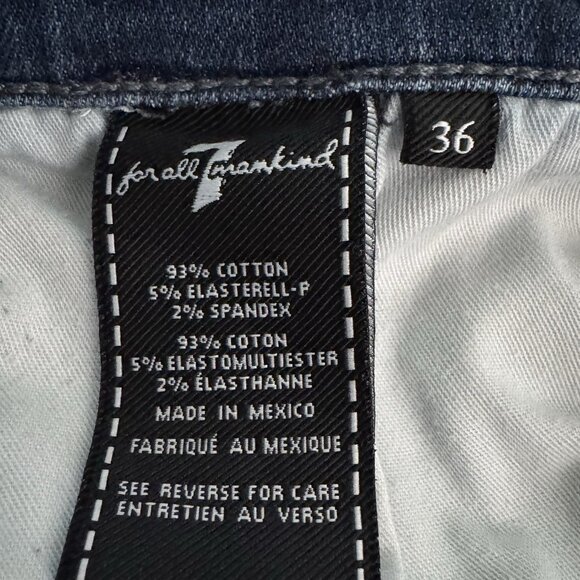 for all 7 mankind
36
93% COTTON
5% ELASTERELL-P
2% SPANDEX
93% COTON
5% ELASTOMULTIESTER
2% ÉLASTHANNE
MADE IN MEXICO
FABRIQUÉ AU MEXIQUE
SEE REVERSE FOR CARE
ENTRETIEN AU VERSO